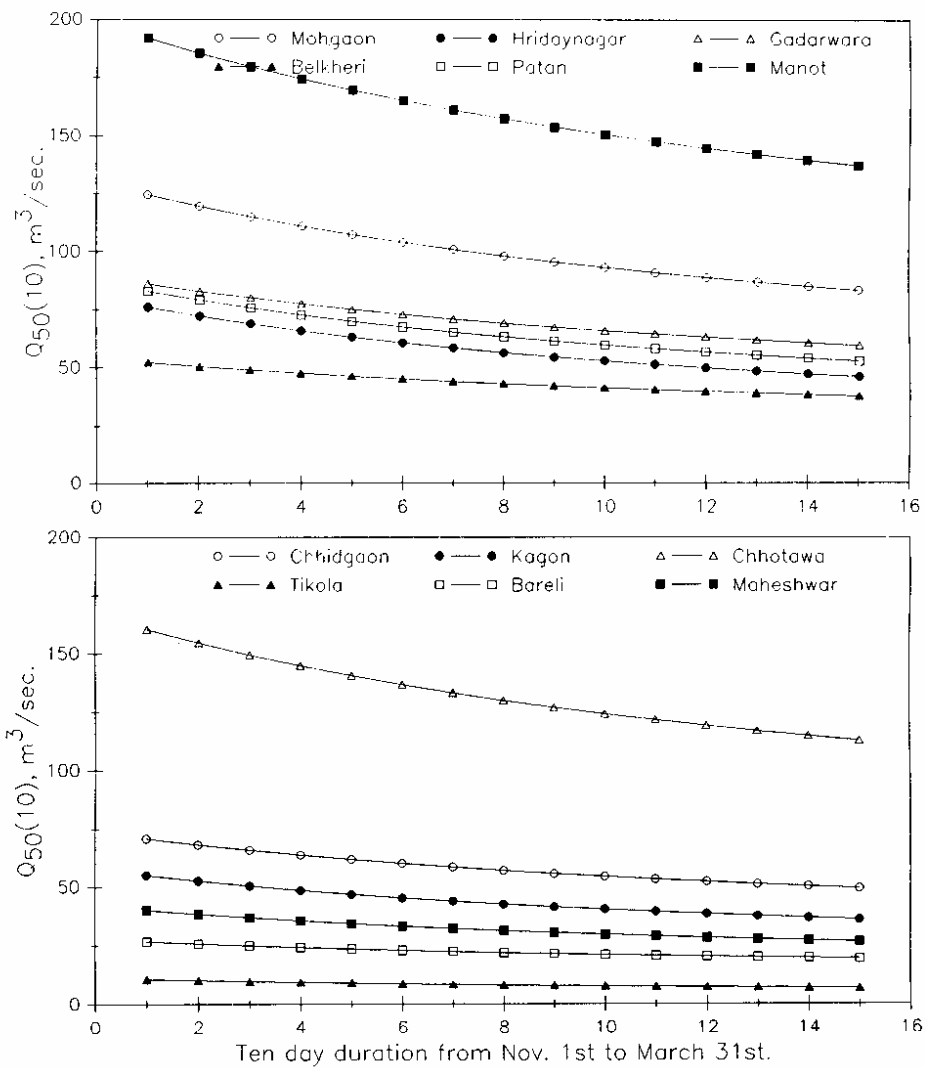 200
Mohgaon Hridaynagar Gadarwara
Belkheri Patan Manot
150
100
50
0
Q50(10), m³/sec.
0 2 4 6 8 10 12 14 16
200
Chhidgaon Kagon Chhotawa
Tikola Bareli Maheshwar
150
100
50
0
Q50(10), m³/sec.
0 2 4 6 8 10 12 14 16
Ten day duration from Nov. 1st to March 31st.